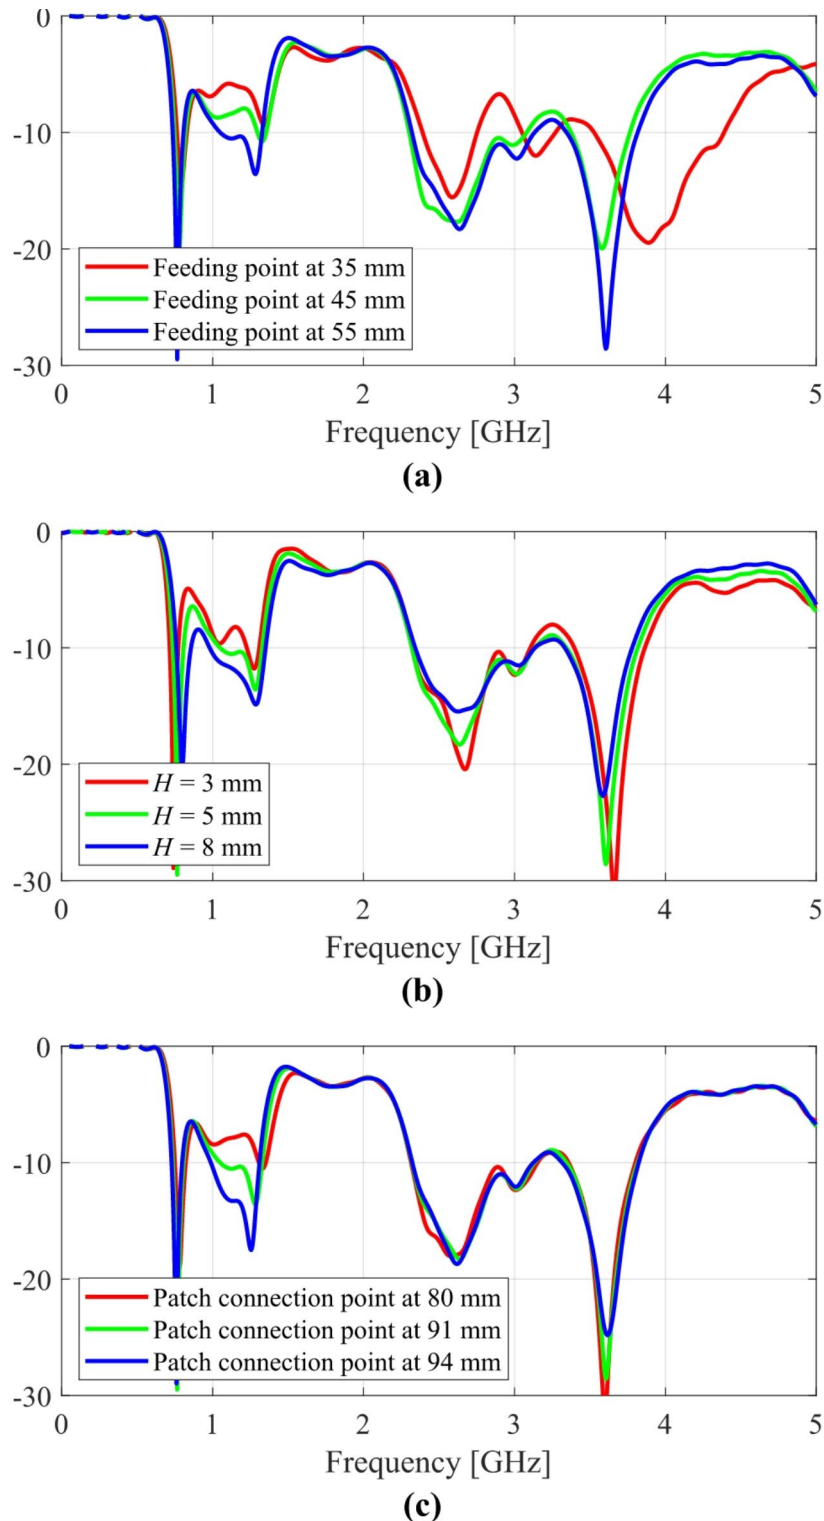 0
-10
-20
-30
Feeding point at 35 mm
Feeding point at 45 mm
Feeding point at 55 mm
0 1 2 3 4 5
Frequency [GHz]
(a)
0
-10
-20
-30
H = 3 mm
H = 5 mm
H = 8 mm
0 1 2 3 4 5
Frequency [GHz]
(b)
0
-10
-20
-30
Patch connection point at 80 mm
Patch connection point at 91 mm
Patch connection point at 94 mm
0 1 2 3 4 5
Frequency [GHz]
(c)